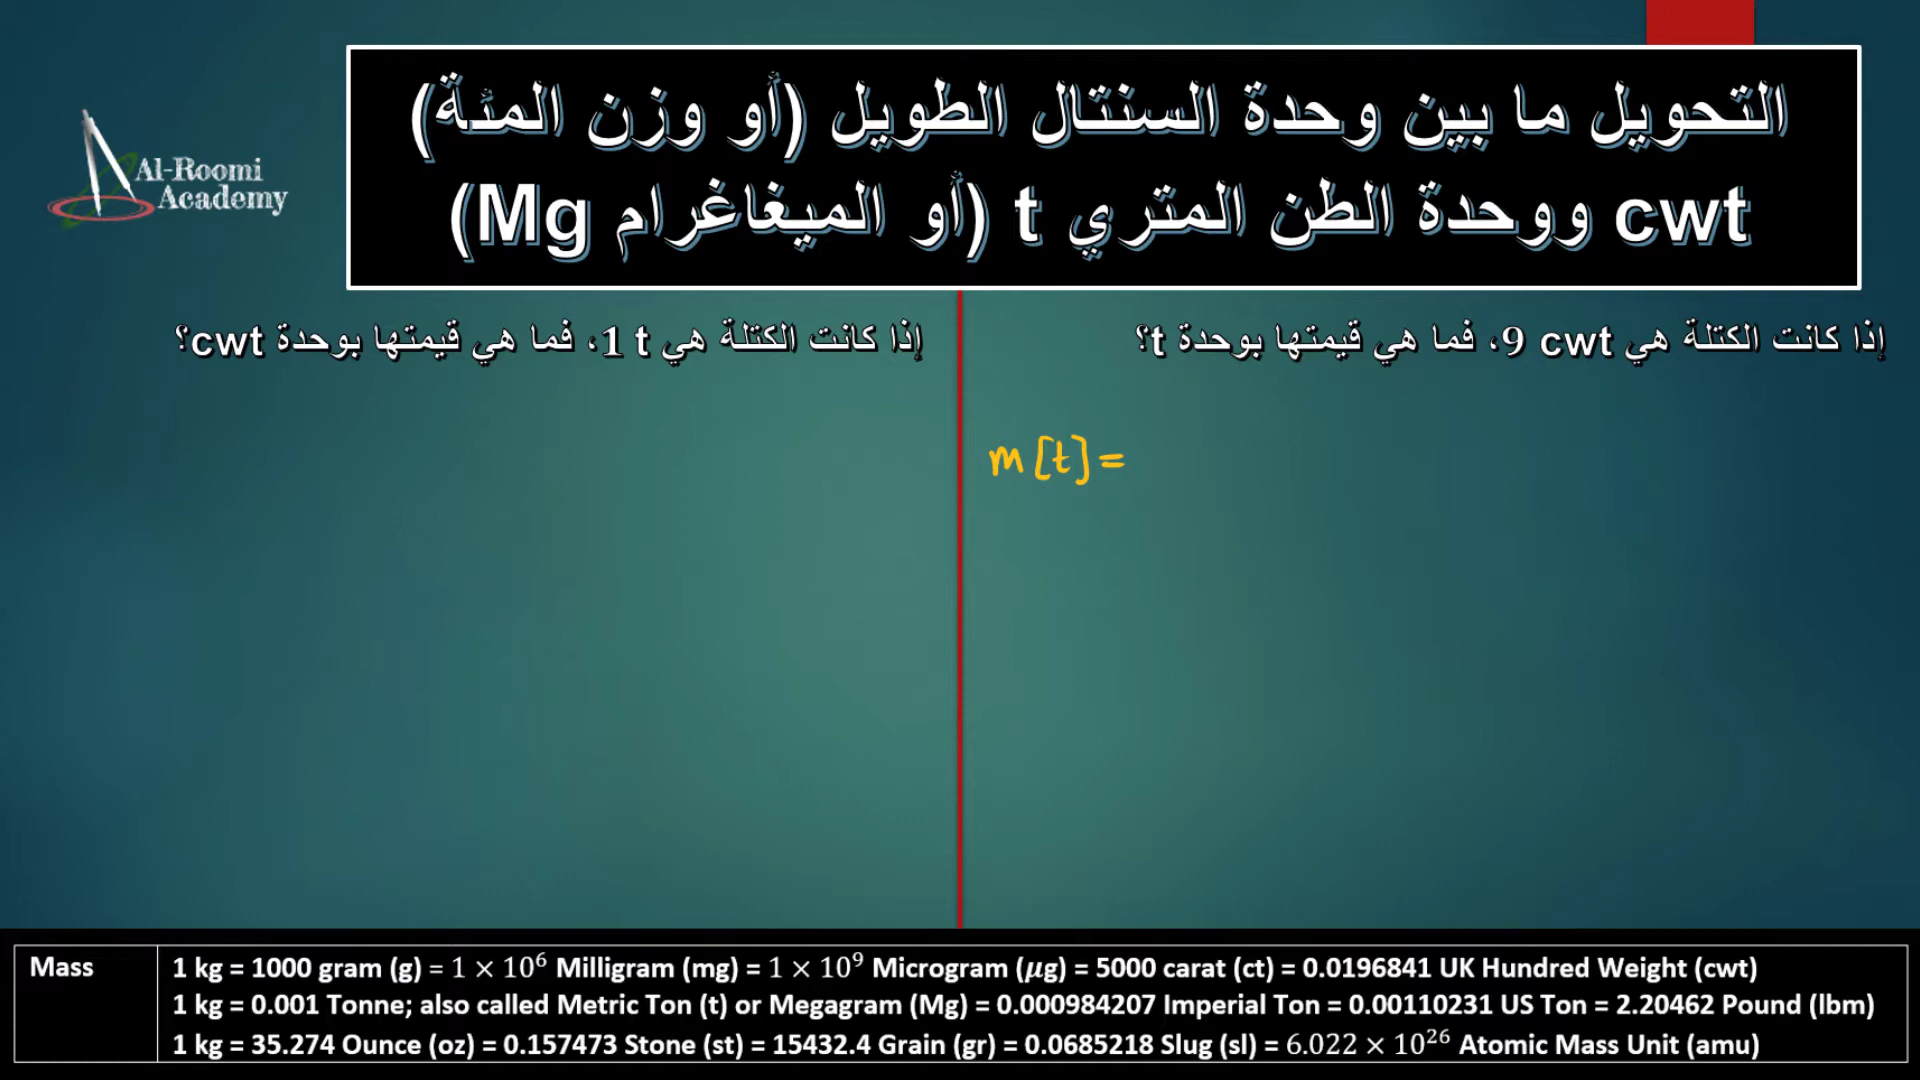 Al-Roomi
Academy
التحويل ما بين وحدة السنتال الطويل (أو وزن المئة)
cwt ووحدة الطن المتري t (أو الميغاغرام Mg)
إذا كانت الكتلة هي 9 cwt، فما هي قيمتها بوحدة t؟
m [t] =
إذا كانت الكتلة هي 1 t، فما هي قيمتها بوحدة cwt؟
Mass
1 kg = 1000 gram (g) = 1 × 10⁶ Milligram (mg) = 1 × 10⁹ Microgram (μg) = 5000 carat (ct) = 0.0196841 UK Hundred Weight (cwt)
1 kg = 0.001 Tonne; also called Metric Ton (t) or Megagram (Mg) = 0.000984207 Imperial Ton = 0.00110231 US Ton = 2.20462 Pound (lbm)
1 kg = 35.274 Ounce (oz) = 0.157473 Stone (st) = 15432.4 Grain (gr) = 0.0685218 Slug (sl) = 6.022 × 10²⁶ Atomic Mass Unit (amu)